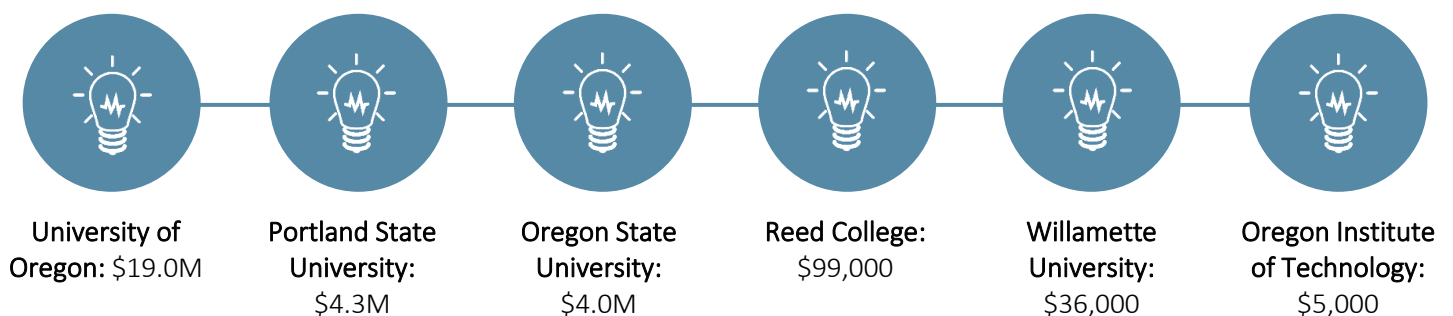 University of
Oregon: $19.0M
Portland State
University:
$4.3M
Oregon State
University:
$4.0M
Reed College:
$99,000
Willamette
University:
$36,000
Oregon Institute
of Technology:
$5,000